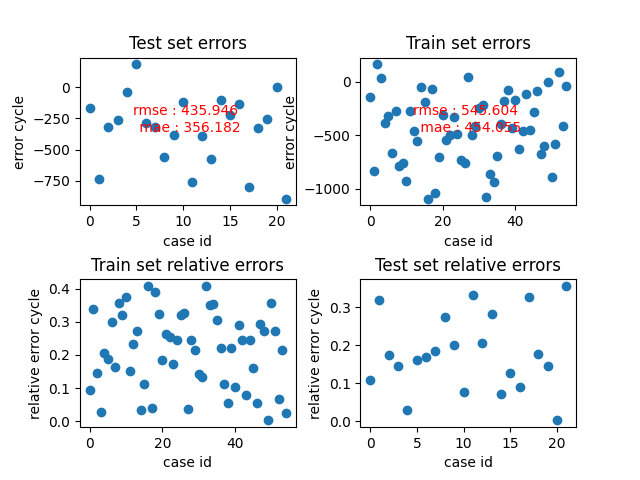 Test set errors
error cycle
0
−250
−500
−750
rmse : 435.946
mae : 356.182
0
5
10
15
20
case id
Train set errors
error cycle
0
−500
−1000
rmse : 545.604
mae : 454.055
0
20
40
case id
Train set relative errors
relative error cycle
0.4
0.3
0.2
0.1
0.0
0
20
40
case id
Test set relative errors
relative error cycle
0.3
0.2
0.1
0.0
0
5
10
15
20
case id